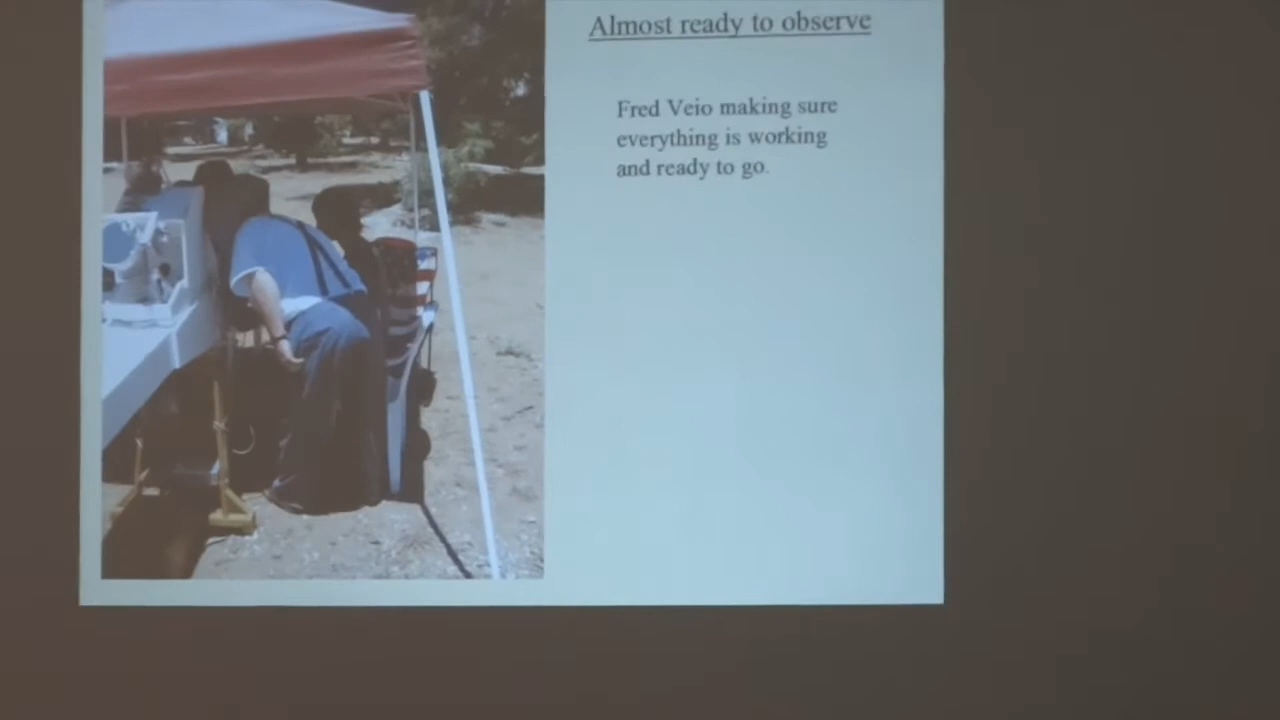 Almost ready to observe
Fred Veio making sure
everything is working
and ready to go.